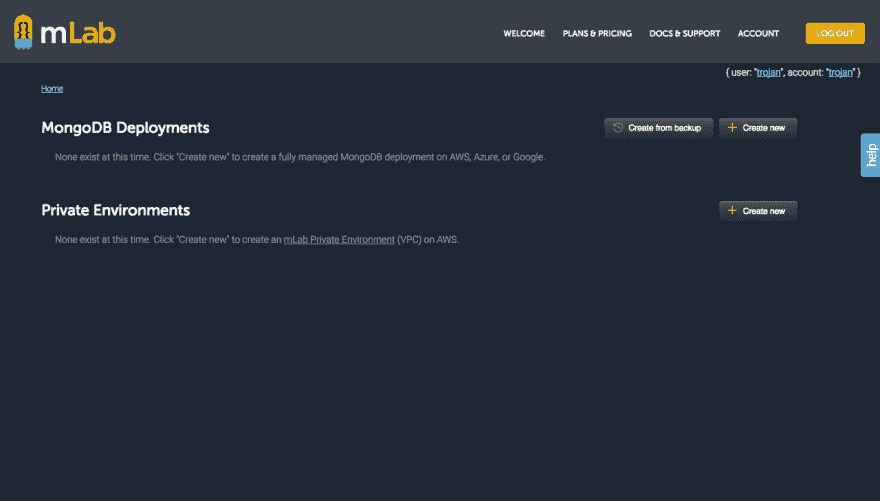 mLab
WELCOME PLANS & PRICING DOCS & SUPPORT ACCOUNT LOG OUT
{ user: "trojan", account: "trojan" }
Home
MongoDB Deployments
Create from backup
Create new
None exist at this time. Click "Create new" to create a fully managed MongoDB deployment on AWS, Azure, or Google.
help
Private Environments
Create new
None exist at this time. Click "Create new" to create an mLab Private Environment (VPC) on AWS.